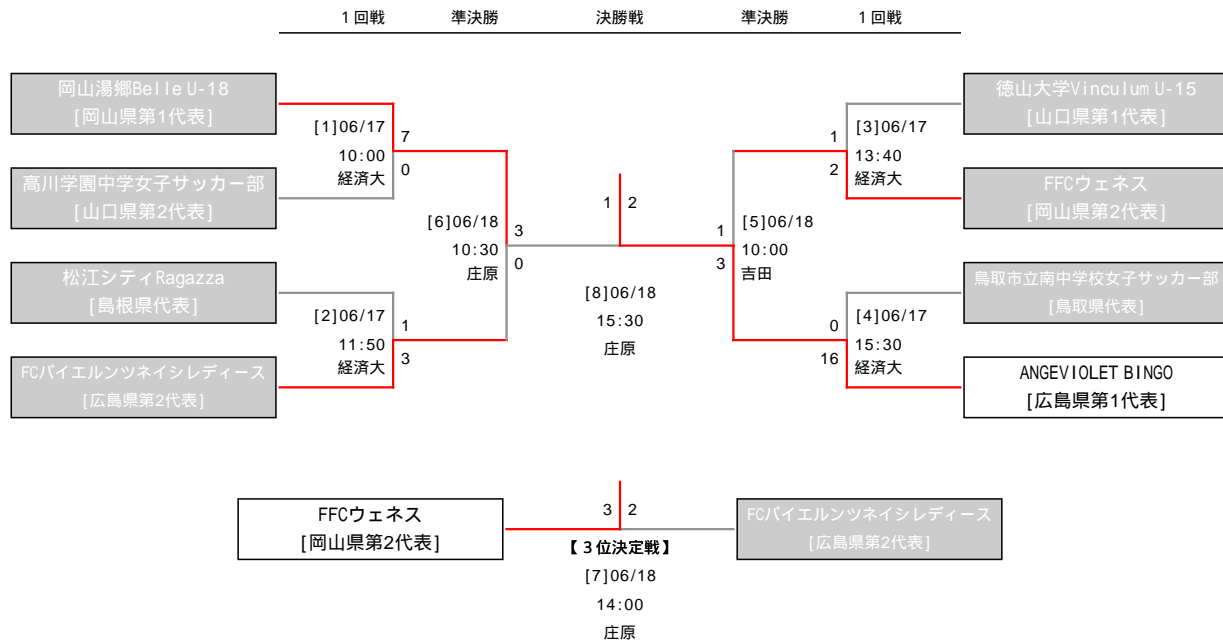 1回戦 準決勝 決勝戦 準決勝 1回戦
岡山湯郷Belle U-18
[岡山県第1代表]
高川学園中学女子サッカー部
[山口県第2代表]
松江シティRagazza
[島根県代表]
FCバイエルンツネイシレディース
[広島県第2代表]
[1]06/17
10:00
経済大
7
0
[2]06/17
11:50
経済大
1
3
[6]06/18
10:30
庄原
3
0
1 2
[8]06/18
15:30
庄原
1
3
[5]06/18
10:00
吉田
1
2
[3]06/17
13:40
経済大
0
16
[4]06/17
15:30
経済大
徳山大学Vinculum U-15
[山口県第1代表]
FFCウェネス
[岡山県第2代表]
鳥取市立南中学校女子サッカー部
[鳥取県代表]
ANGEVIOLET BINGO
[広島県第1代表]
FFCウェネス
[岡山県第2代表]
3 2
【3位決定戦】
[7]06/18
14:00
庄原
FCバイエルンツネイシレディース
[広島県第2代表]